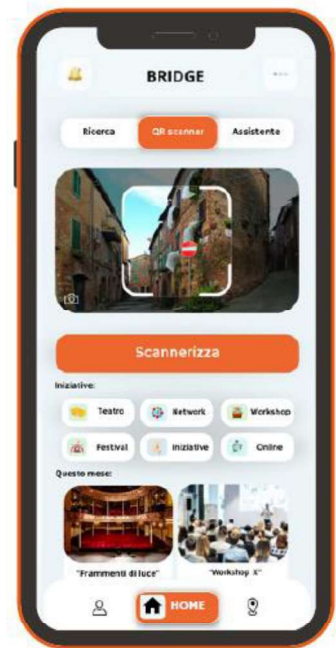 BRIDGE
Ricerca QR scanner Assistente
Scannerizza
Iniziative:
Teatro Network Workshop
Festival Iniziative Online
Questo mese:
"Frammenti di luce" "Workshop X"
HOME